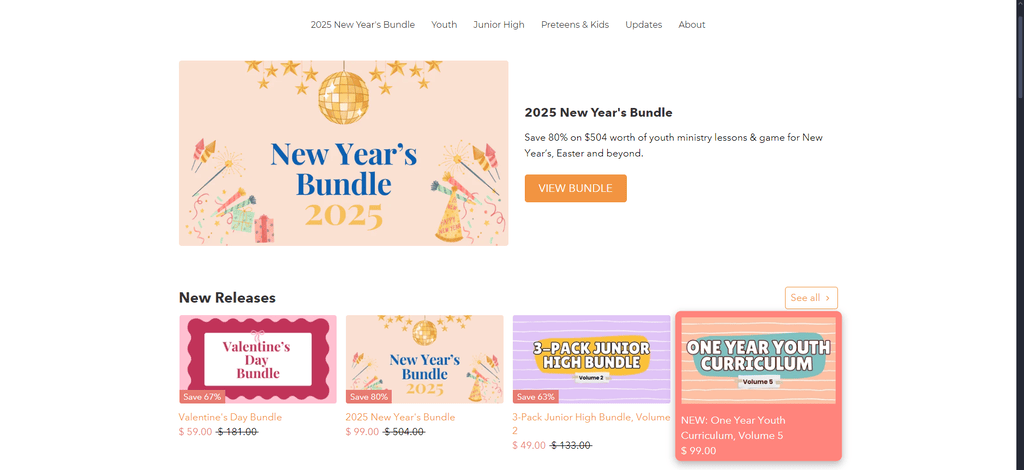 2025 New Year's Bundle Youth Junior High Preteens & Kids Updates About
New Year's
Bundle
2025
2025 New Year's Bundle
Save 80% on $504 worth of youth ministry lessons & game for New
Year's, Easter and beyond.
VIEW BUNDLE
New Releases
See all
Valentine's
Day
Bundle
Save 67%
Valentine's Day Bundle
$ 59.00 $ 181.00
New Year's
Bundle
2025
Save 80%
2025 New Year's Bundle
$ 99.00 $ 504.00
3-PACK JUNIOR
HIGH BUNDLE
Volume 2
Save 63%
3-Pack Junior High Bundle, Volume
2
$ 49.00 $ 133.00
ONE YEAR YOUTH
CURRICULUM
Volume 5
NEW: One Year Youth
Curriculum, Volume 5
$ 99.00